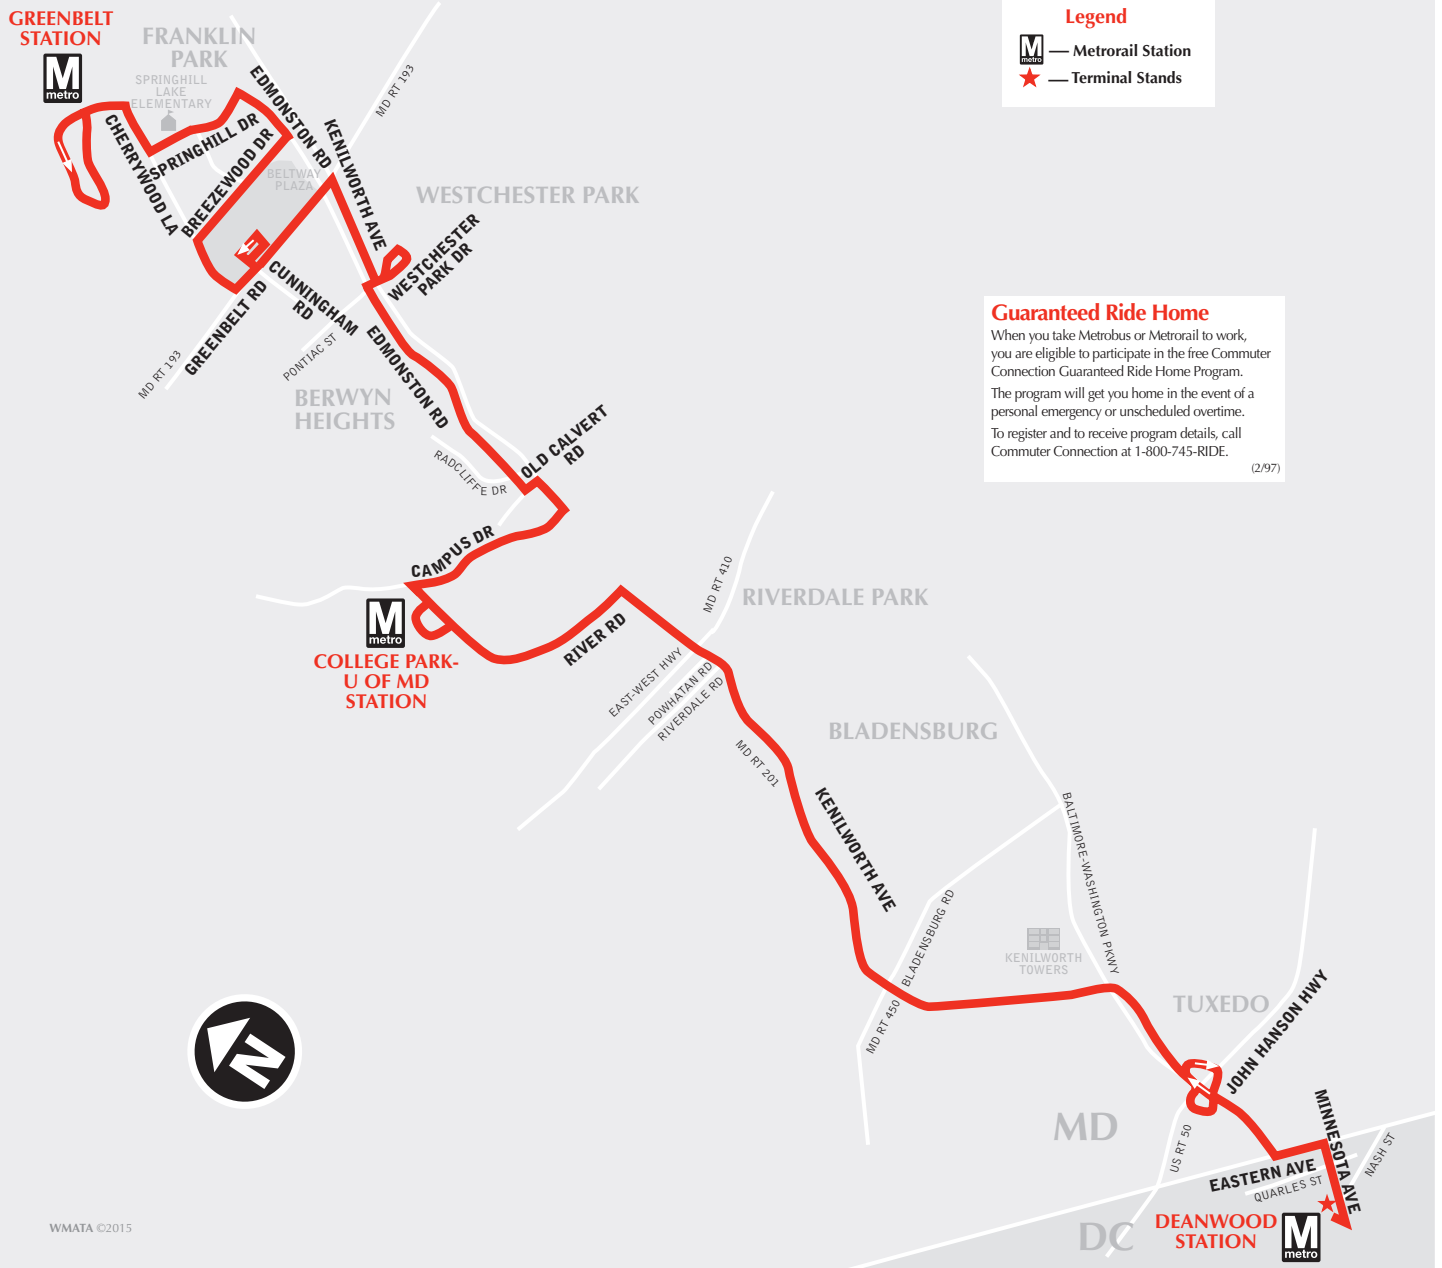 GREENBELT
STATION
M
metro
FRANKLIN
PARK
SPRINGHILL
LAKE
ELEMENTARY
EDMONSTON RD
MD RT 193
KENILWORTH AVE
CHERRYWOOD LA
SPRINGHILL DR
BREEZEWOOD DR
BELTWAY
PLAZA
WESTCHESTER PARK
WESTCHESTER
PARK DR
CUNNINGHAM
RD
GREENBELT RD
MD RT 193
PONTIAC ST
EDMONSTON RD
BERWYN
HEIGHTS
OLD CALVERT
RD
RADCLIFFE DR
CAMPUS DR
M
metro
COLLEGE PARK-
U OF MD
STATION
RIVER RD
MD RT 410
RIVERDALE PARK
EAST-WEST HWY
POWHATAN RD
RIVERDALE RD
MD RT 201
BLADENSBURG
KENILWORTH AVE
BALTIMORE-WASHINGTON PKWY
BLADENSBURG RD
MD RT 450
KENILWORTH
TOWERS
TUXEDO
JOHN HANSON HWY
MD
US RT 50
MINNESOTA AVE
EASTERN AVE
QUARLES ST
NASH ST
DC
DEANWOOD
STATION
M
metro
N
WMATA ©2015
Legend
M
metro
— Metrorail Station
— Terminal Stands
Guaranteed Ride Home
When you take Metrobus or Metrorail to work,
you are eligible to participate in the free Commuter
Connection Guaranteed Ride Home Program.
The program will get you home in the event of a
personal emergency or unscheduled overtime.
To register and to receive program details, call
Commuter Connection at 1-800-745-RIDE.
(2/97)